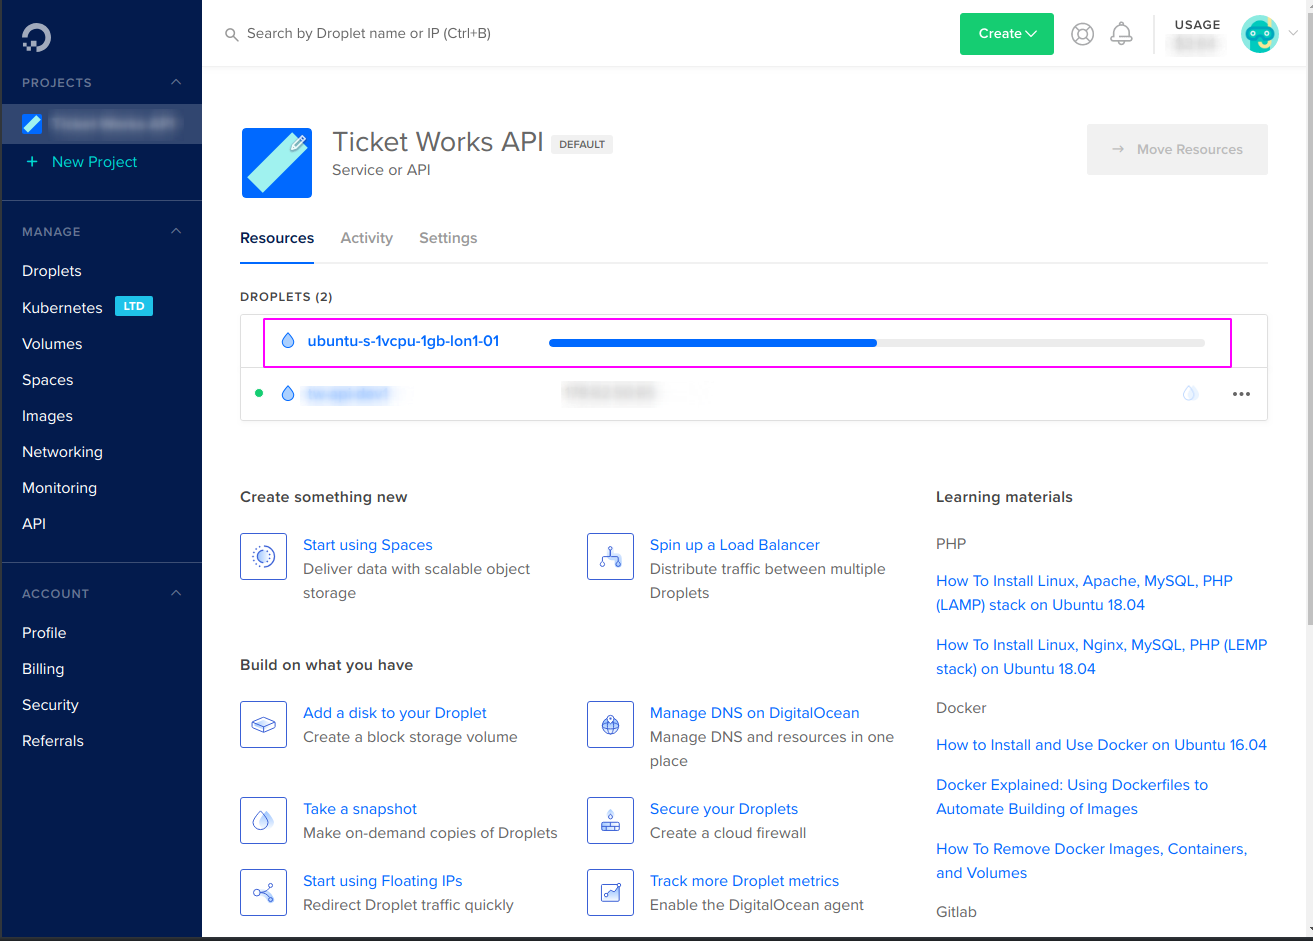 Search by Droplet name or IP (Ctrl+B)
Create
USAGE
PROJECTS
New Project
MANAGE
Droplets
Kubernetes LTD
Volumes
Spaces
Images
Networking
Monitoring
API
ACCOUNT
Profile
Billing
Security
Referrals
Ticket Works API DEFAULT
Service or API
Move Resources
Resources Activity Settings
DROPLETS (2)
ubuntu-s-1vcpu-1gb-lon1-01
Create something new
Start using Spaces
Deliver data with scalable object
storage
Spin up a Load Balancer
Distribute traffic between multiple
Droplets
Build on what you have
Add a disk to your Droplet
Create a block storage volume
Manage DNS on DigitalOcean
Manage DNS and resources in one
place
Take a snapshot
Make on-demand copies of Droplets
Secure your Droplets
Create a cloud firewall
Start using Floating IPs
Redirect Droplet traffic quickly
Track more Droplet metrics
Enable the DigitalOcean agent
Learning materials
PHP
How To Install Linux, Apache, MySQL, PHP
(LAMP) stack on Ubuntu 18.04
How To Install Linux, Nginx, MySQL, PHP (LEMP
stack) on Ubuntu 18.04
Docker
How to Install and Use Docker on Ubuntu 16.04
Docker Explained: Using Dockerfiles to
Automate Building of Images
How To Remove Docker Images, Containers,
and Volumes
Gitlab